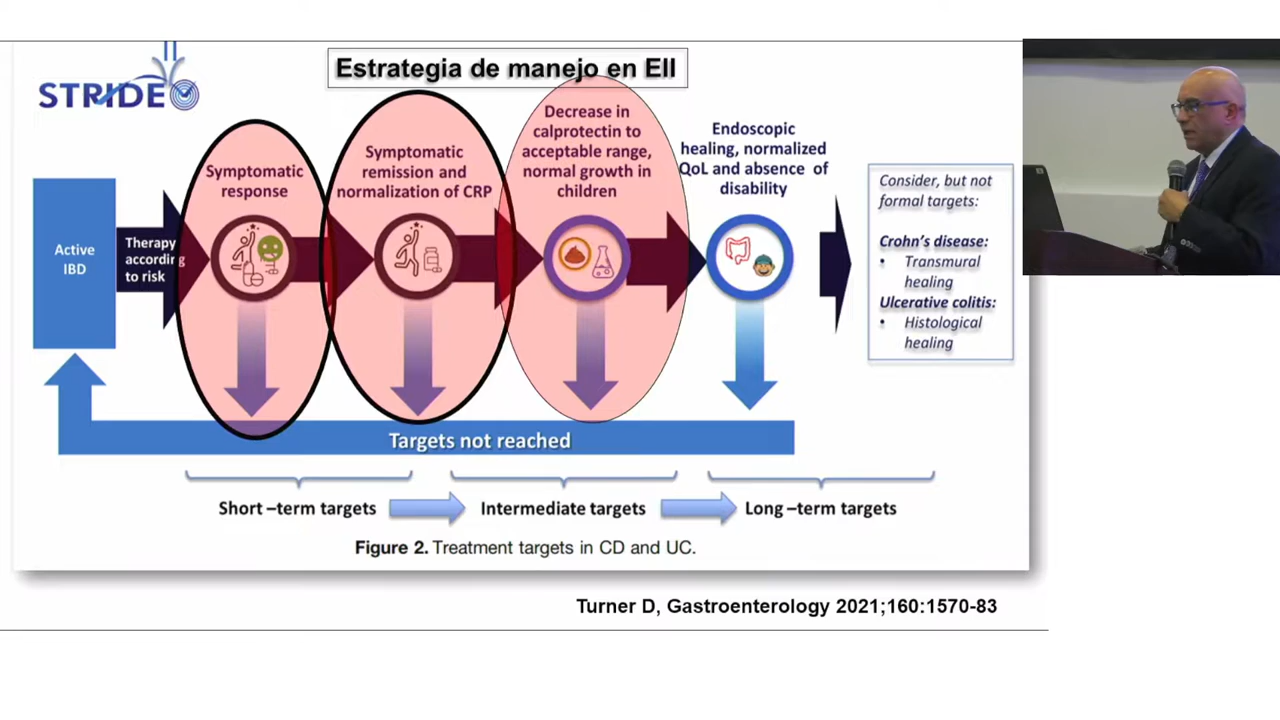 STRIDE
Estrategia de manejo en EII
Symptomatic
response
Symptomatic
remission and
normalization of CRP
Decrease in
calprotectin to
acceptable range,
normal growth in
children
Endoscopic
healing, normalized
QoL and absence of
disability
Active
IBD
Therapy
according
to risk
Consider, but not
formal targets:
Crohn's disease:
• Transmural
healing
Ulcerative colitis:
• Histological
healing
Targets not reached
Short –term targets
Intermediate targets
Long –term targets
Figure 2. Treatment targets in CD and UC.
Turner D, Gastroenterology 2021;160:1570-83